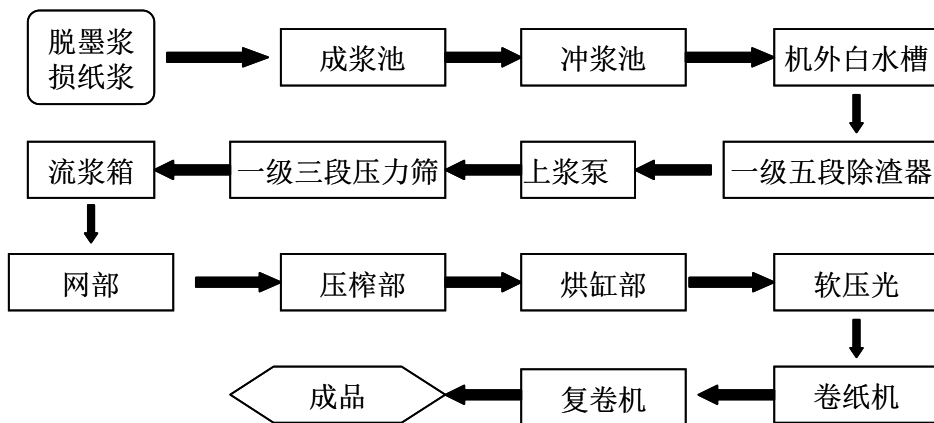 脱墨浆
损纸浆
成浆池
冲浆池
机外白水槽
一级五段除渣器
上浆泵
一级三段压力筛
流浆箱
网部
压榨部
烘缸部
软压光
卷纸机
复卷机
成品